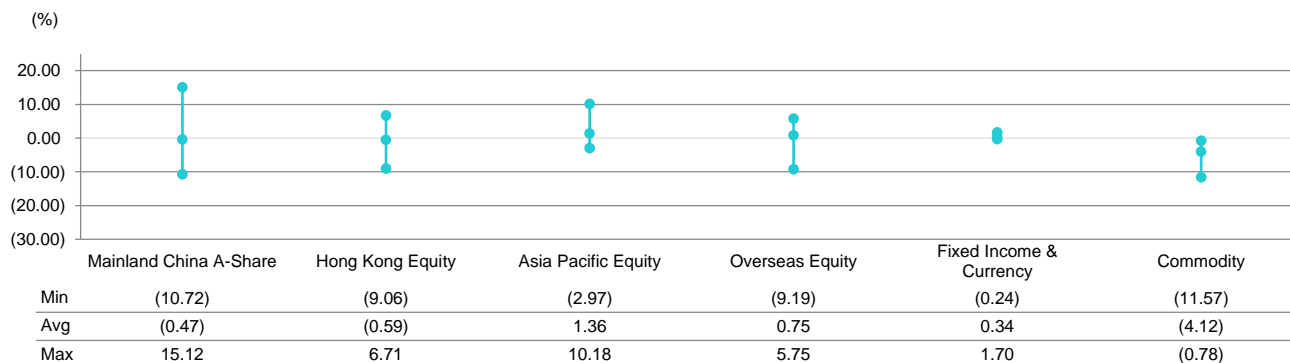 (%)
20.00
10.00
0.00
(10.00)
(20.00)
(30.00)
Mainland China A-Share Hong Kong Equity Asia Pacific Equity Overseas Equity Fixed Income & Currency Commodity
Min (10.72) (9.06) (2.97) (9.19) (0.24) (11.57)
Avg (0.47) (0.59) 1.36 0.75 0.34 (4.12)
Max 15.12 6.71 10.18 5.75 1.70 (0.78)